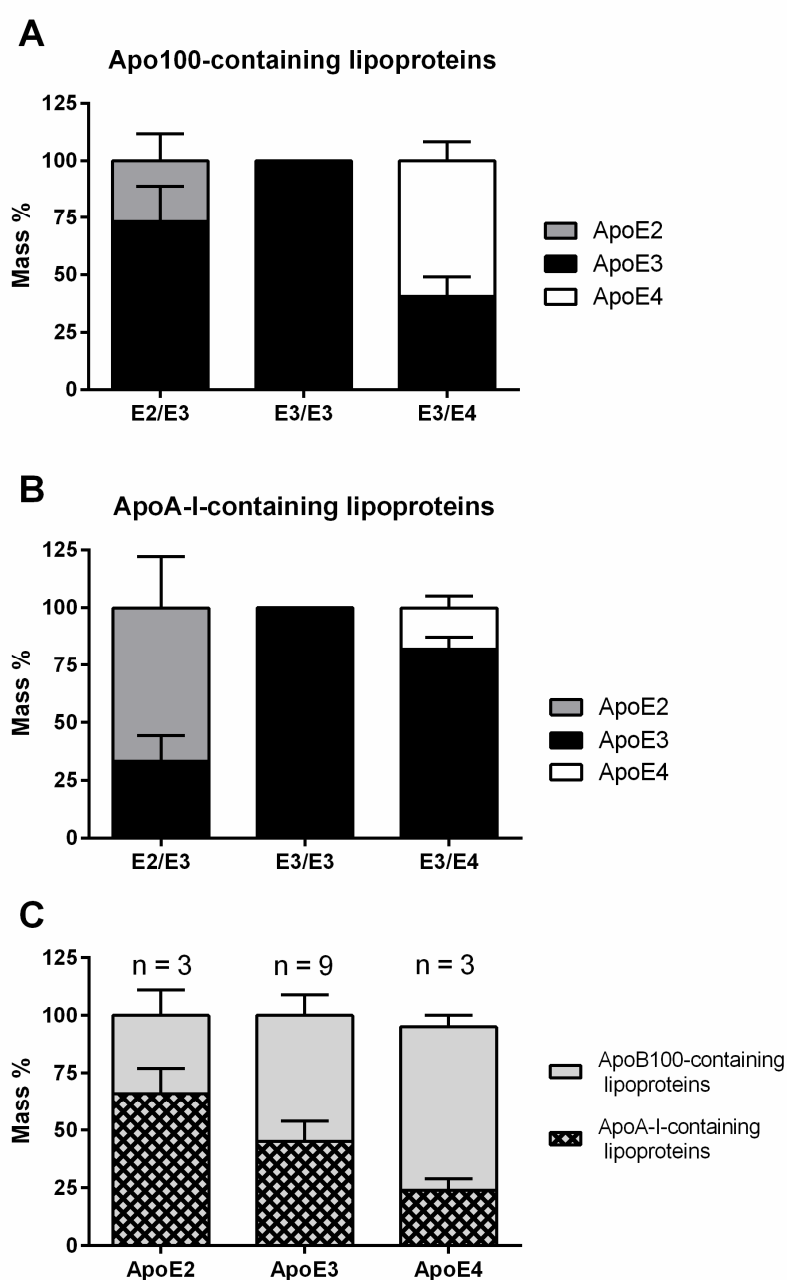 A
Apo100-containing lipoproteins
125
100
75
50
25
0
Mass %
E2/E3
E3/E3
E3/E4
ApoE2
ApoE3
ApoE4
B
ApoA-I-containing lipoproteins
125
100
75
50
25
0
Mass %
E2/E3
E3/E3
E3/E4
ApoE2
ApoE3
ApoE4
C
125
100
75
50
25
0
Mass %
n = 3
n = 9
n = 3
ApoE2
ApoE3
ApoE4
ApoB100-containing
lipoproteins
ApoA-I-containing
lipoproteins